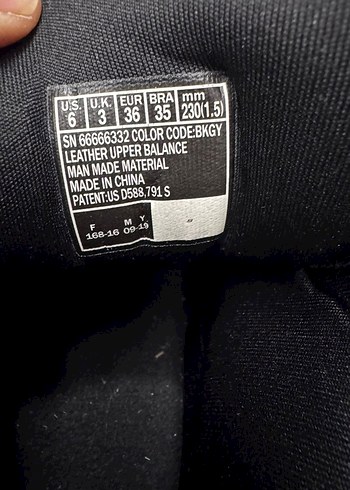 U.S. U.K. EUR BRA mm
6 3 36 35 230(1.5)
SN 66666332 COLOR CODE:BKGY
LEATHER UPPER BALANCE
MAN MADE MATERIAL
MADE IN CHINA
PATENT:US D588,791 S
F M Y
168-16 09-19